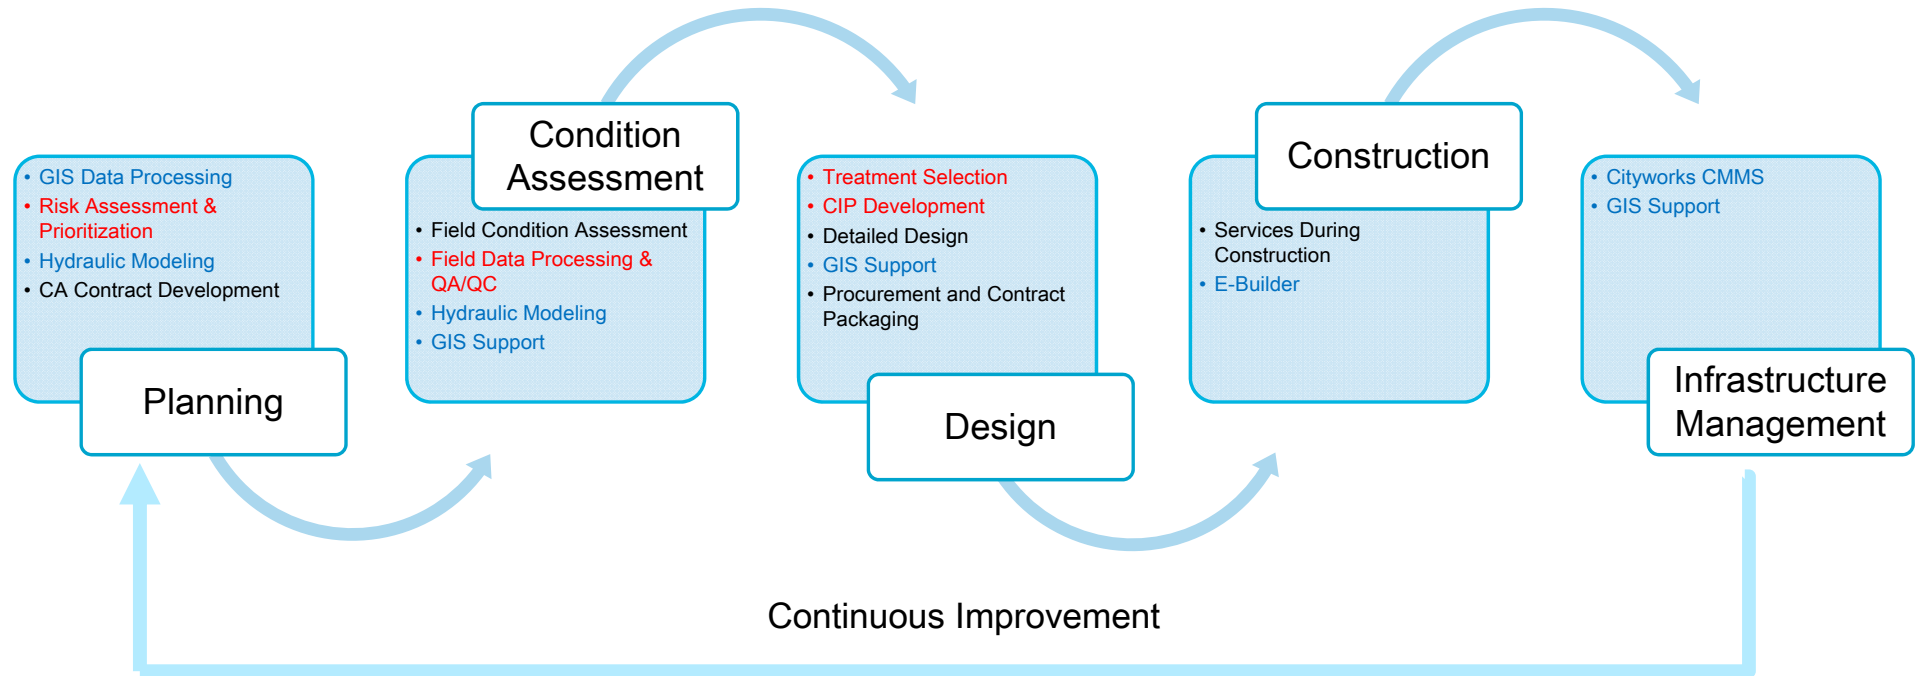 • GIS Data Processing
• Risk Assessment &
Prioritization
• Hydraulic Modeling
• CA Contract Development
Planning
Condition
Assessment
• Field Condition Assessment
• Field Data Processing &
QA/QC
• Hydraulic Modeling
• GIS Support
• Treatment Selection
• CIP Development
• Detailed Design
• GIS Support
• Procurement and Contract
Packaging
Design
Construction
• Services During
Construction
• E-Builder
• Cityworks CMMS
• GIS Support
Infrastructure
Management
Continuous Improvement